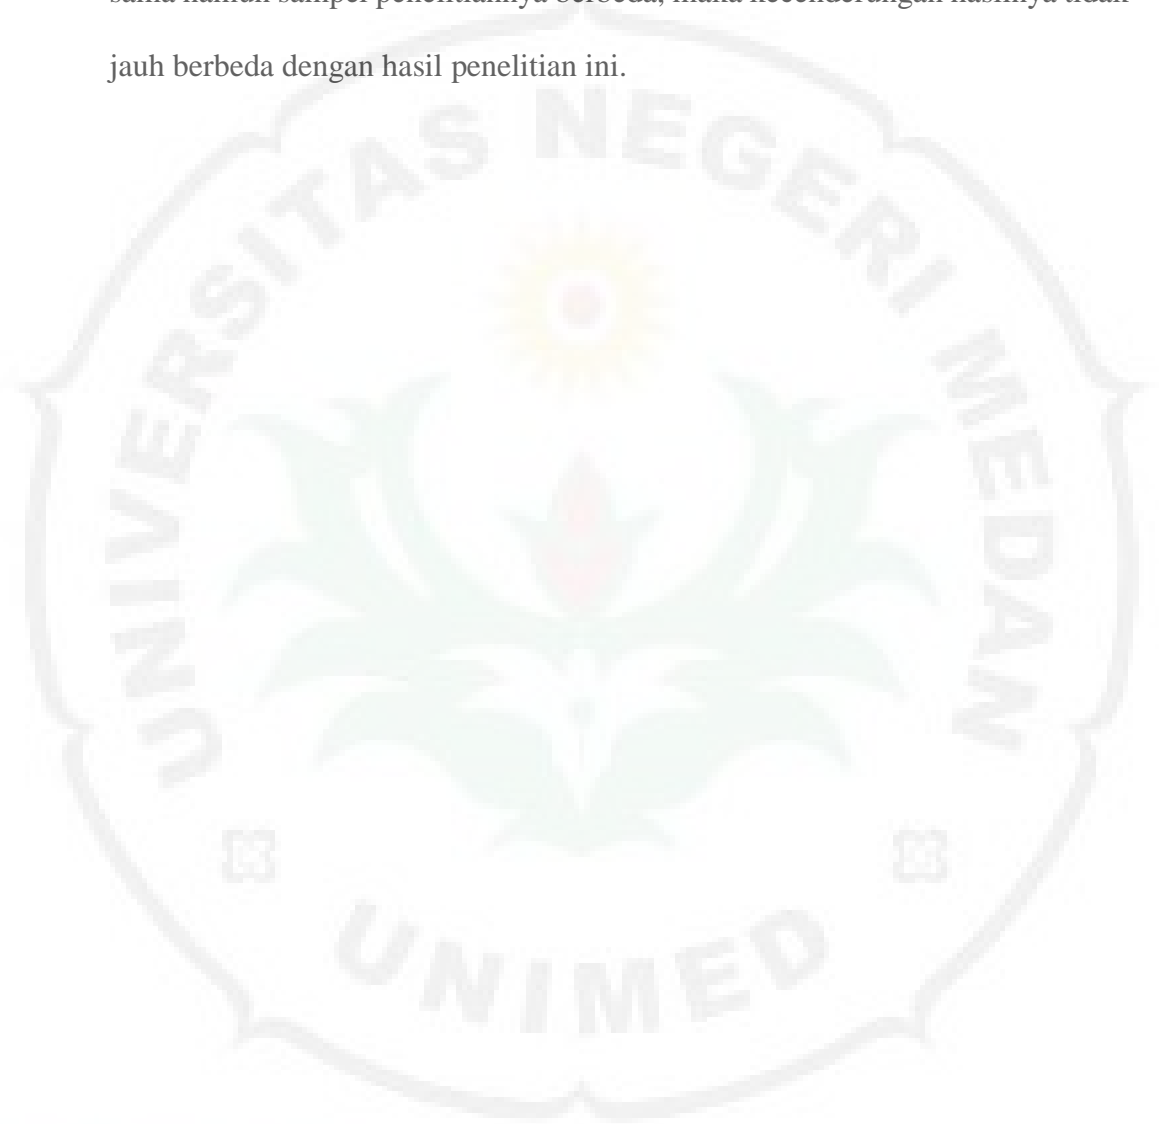 sama namun sampel penelitiannya berbeda, maka kecenderungan hasilnya tidak
jauh berbeda dengan hasil penelitian ini.
UNIVERSITAS NEGERI MEDAN
UNIMED